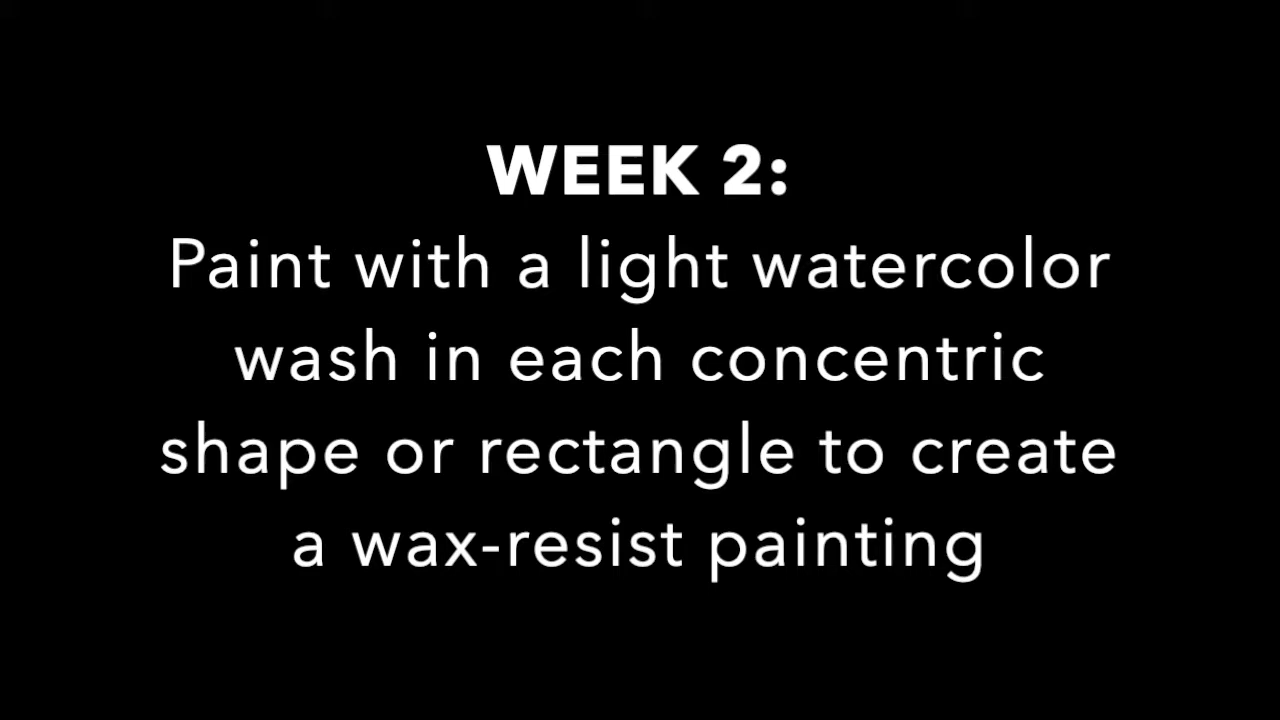 WEEK 2:
Paint with a light watercolor
wash in each concentric
shape or rectangle to create
a wax-resist painting